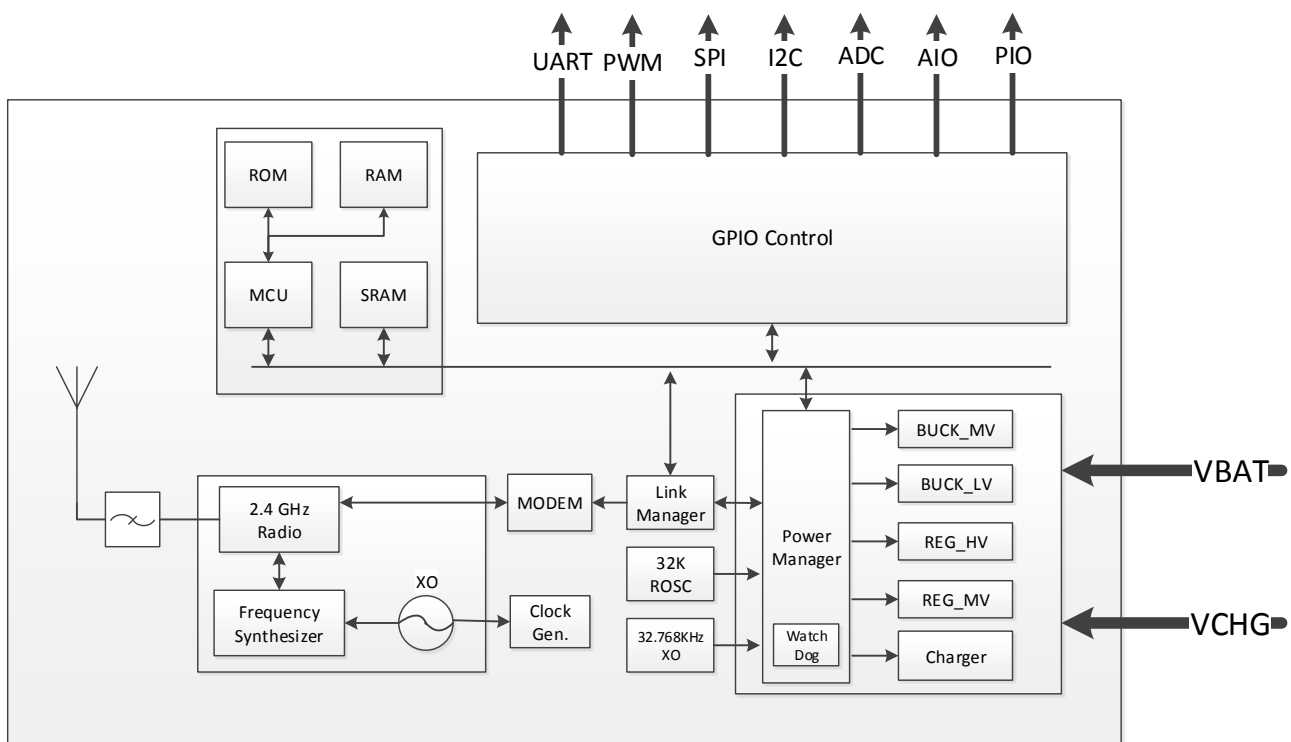 UART PWM SPI I2C ADC AIO PIO
ROM
RAM
GPIO Control
MCU
SRAM
BUCK_MV
VBAT
BUCK_LV
2.4 GHz
Radio
MODEM
Link
Manager
Power
Manager
REG_HV
32K
ROSC
XO
REG_MV
Frequency
Synthesizer
Clock
Gen.
VCHG
32.768KHz
XO
Watch
Dog
Charger